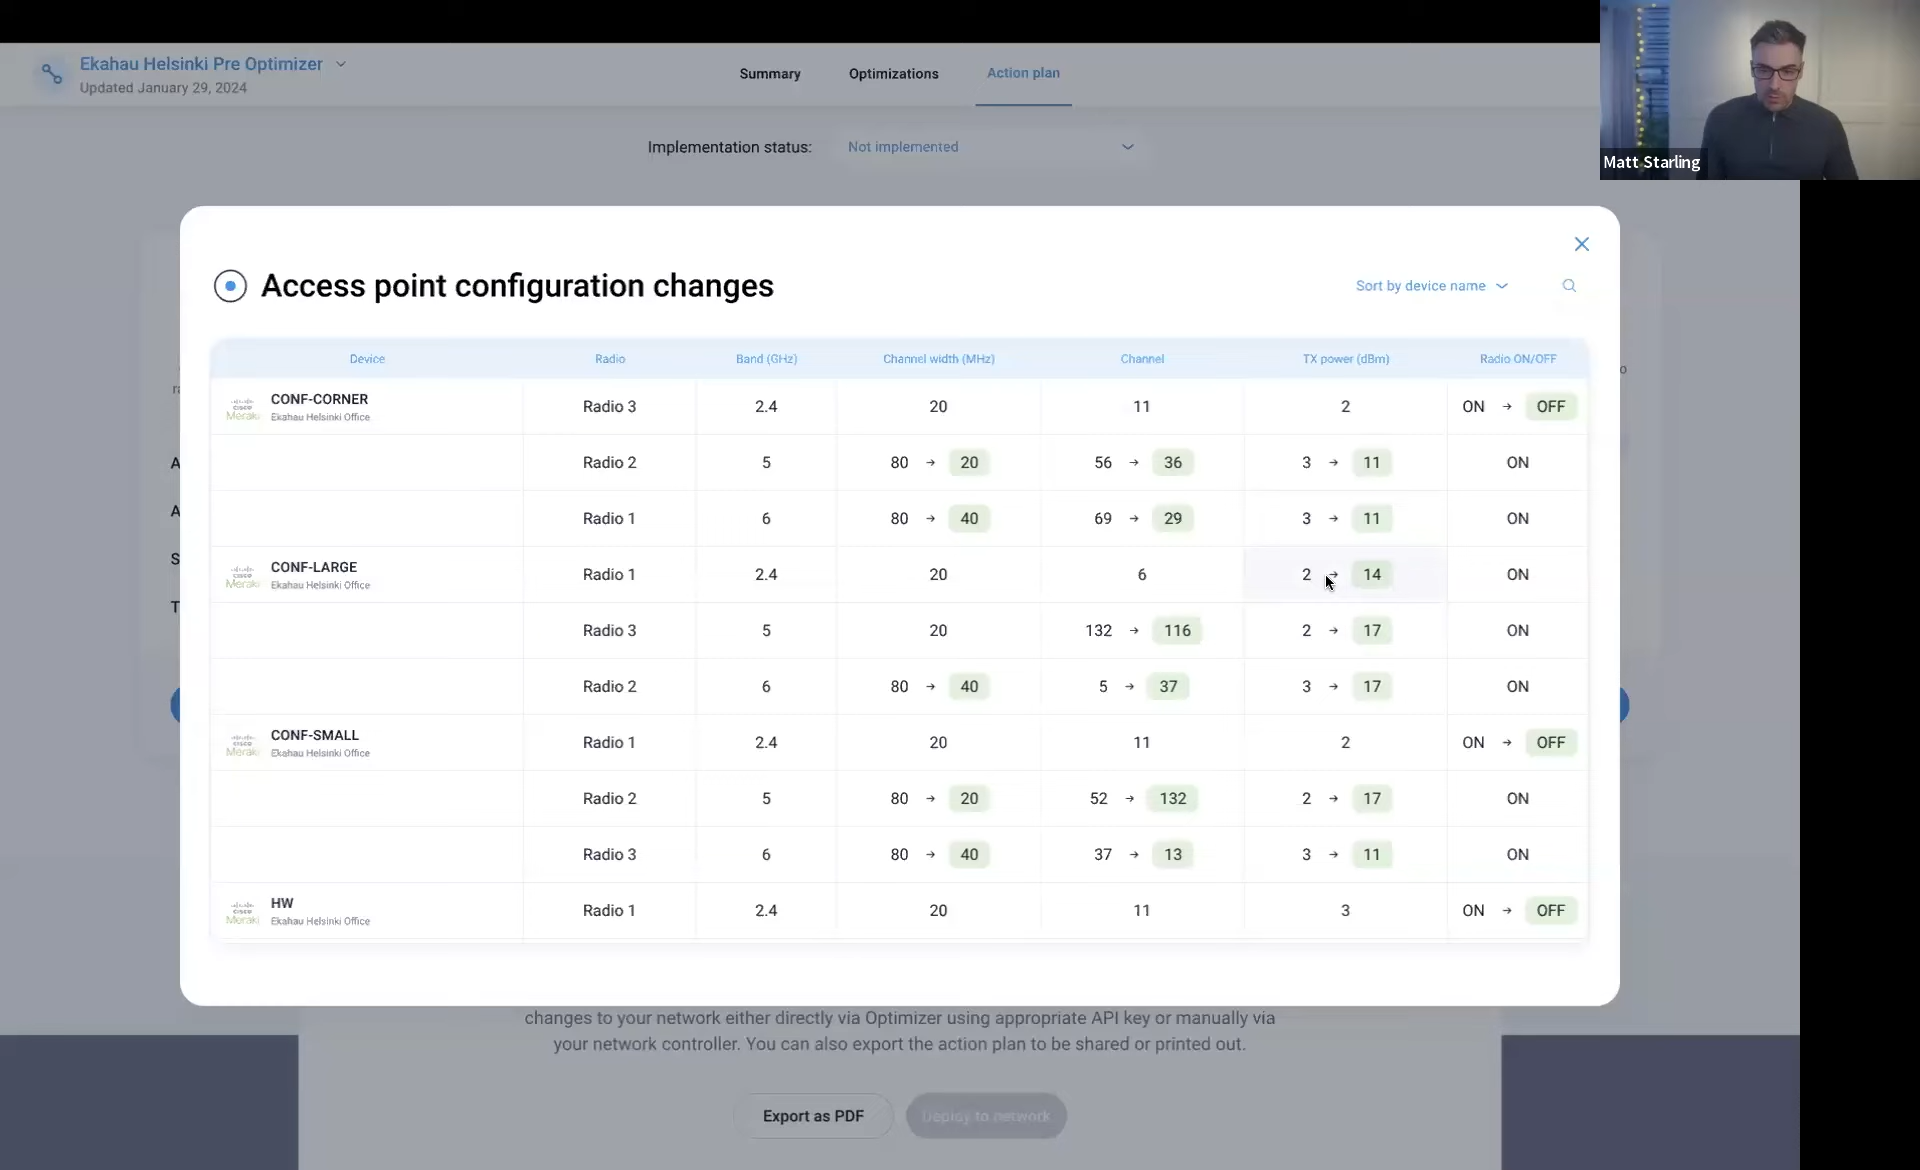 Ekahau Helsinki Pre Optimizer
Updated January 29, 2024
Summary
Optimizations
Action plan
Matt Starling
Implementation status:
Not implemented
Access point configuration changes
Sort by device name
Device Radio Band (GHz) Channel width (MHz) Channel TX power (dBm) Radio ON/OFF
CISCO Meraki CONF-CORNER Radio 3 2.4 20 11 2 ON → OFF
Ekahau Helsinki Office
Radio 2 5 80 → 20 56 → 36 3 → 11 ON
Radio 1 6 80 → 40 69 → 29 3 → 11 ON
CISCO Meraki CONF-LARGE Radio 1 2.4 20 6 2 → 14 ON
Ekahau Helsinki Office
Radio 3 5 20 132 → 116 2 → 17 ON
Radio 2 6 80 → 40 5 → 37 3 → 17 ON
CISCO Meraki CONF-SMALL Radio 1 2.4 20 11 2 ON → OFF
Ekahau Helsinki Office
Radio 2 5 80 → 20 52 → 132 2 → 17 ON
Radio 3 6 80 → 40 37 → 13 3 → 11 ON
CISCO Meraki HW Radio 1 2.4 20 11 3 ON → OFF
Ekahau Helsinki Office
changes to your network either directly via Optimizer using appropriate API key or manually via
your network controller. You can also export the action plan to be shared or printed out.
Export as PDF
Deploy to network